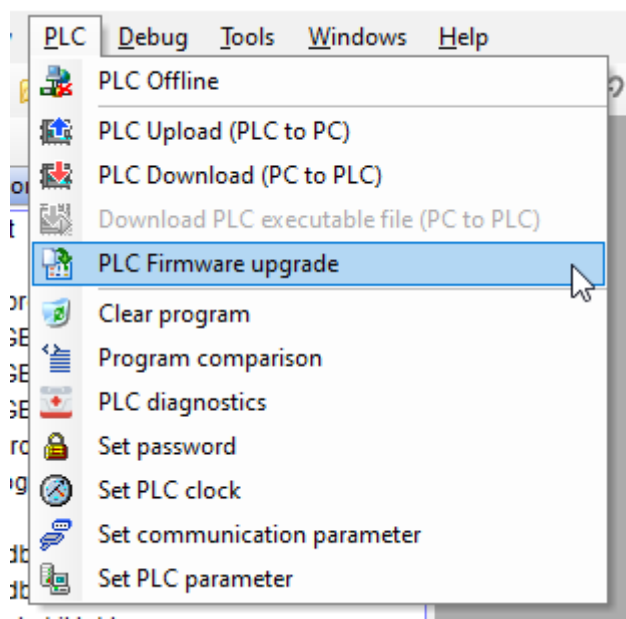 PLC Debug Tools Windows Help
PLC Offline
PLC Upload (PLC to PC)
PLC Download (PC to PLC)
Download PLC executable file (PC to PLC)
PLC Firmware upgrade
Clear program
Program comparison
PLC diagnostics
Set password
Set PLC clock
Set communication parameter
Set PLC parameter